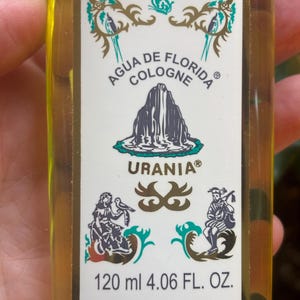 AGUA DE FLORIDA®
COLOGNE
URANIA®
120 ml 4.06 FL. OZ.